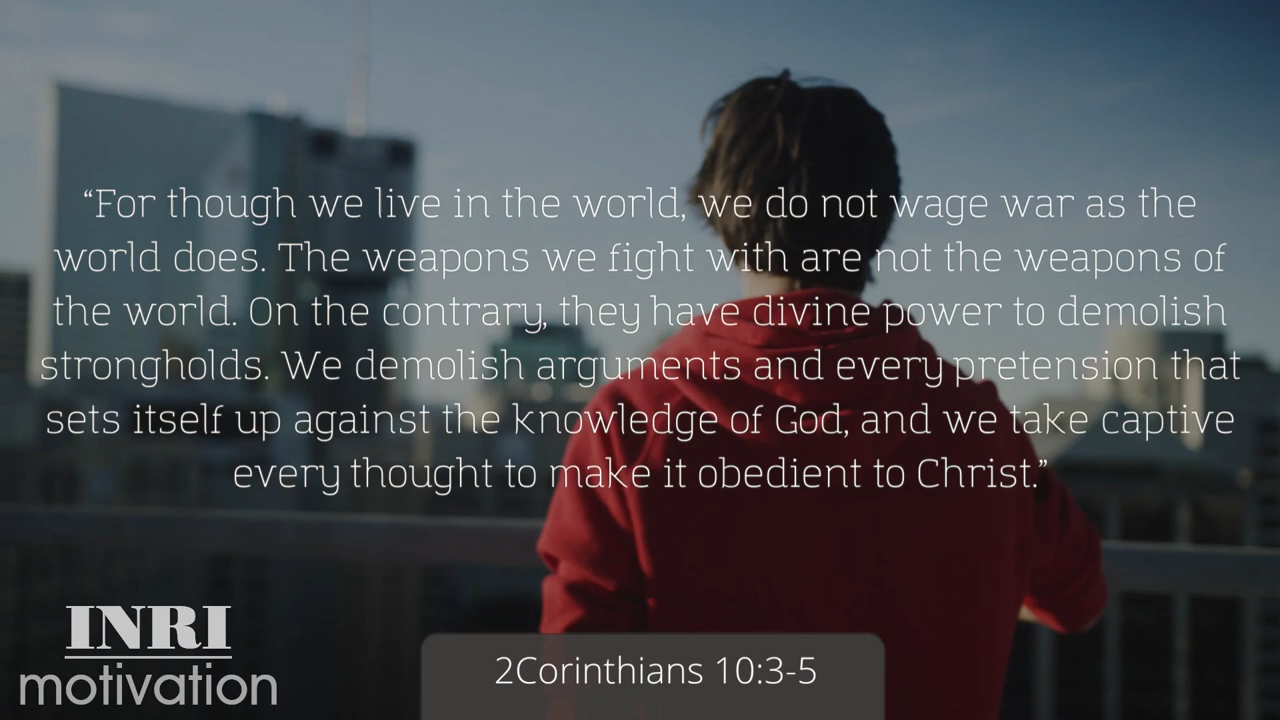 “For though we live in the world, we do not wage war as the
world does. The weapons we fight with are not the weapons of
the world. On the contrary, they have divine power to demolish
strongholds. We demolish arguments and every pretension that
sets itself up against the knowledge of God, and we take captive
every thought to make it obedient to Christ.”
INRI
motivation
2Corinthians 10:3-5